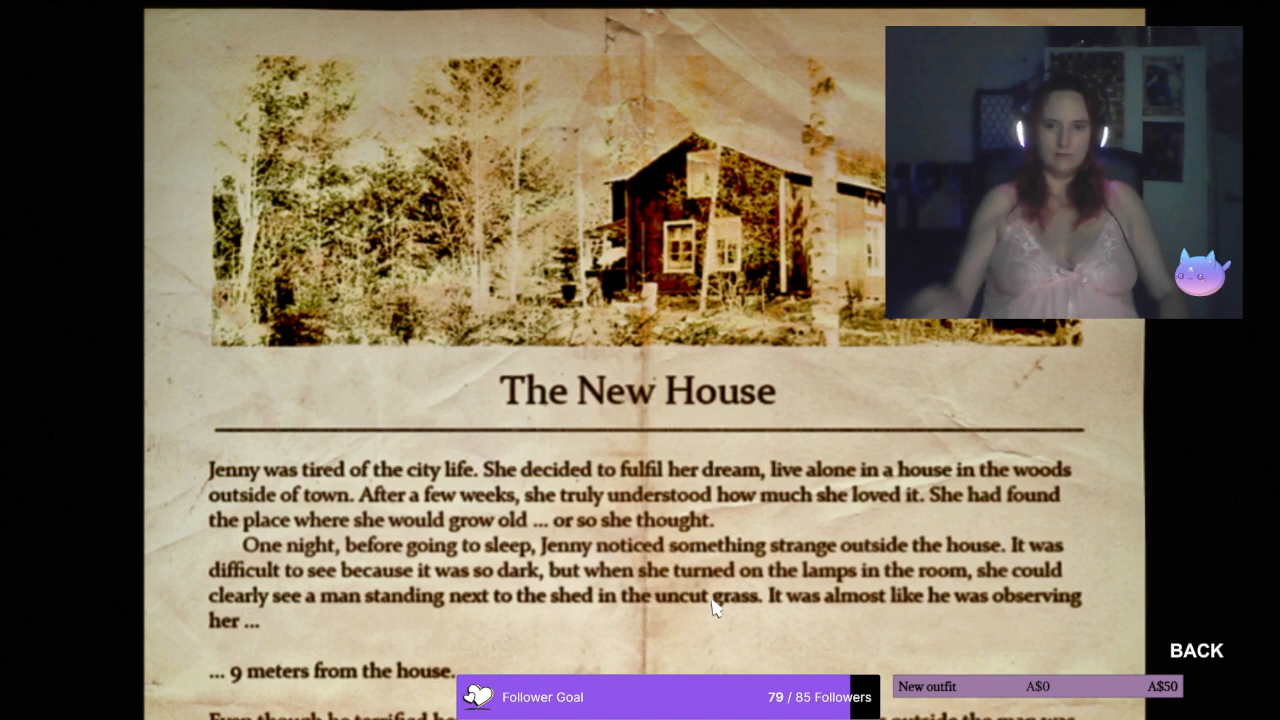 The New House
Jenny was tired of the city life. She decided to fulfil her dream, live alone in a house in the woods
outside of town. After a few weeks, she truly understood how much she loved it. She had found
the place where she would grow old ... or so she thought.
One night, before going to sleep, Jenny noticed something strange outside the house. It was
difficult to see because it was so dark, but when she turned on the lamps in the room, she could
clearly see a man standing next to the shed in the uncut grass. It was almost like he was observing
her ...
... 9 meters from the house.
BACK
Follower Goal 79 / 85 Followers
New outfit A$0 A$50